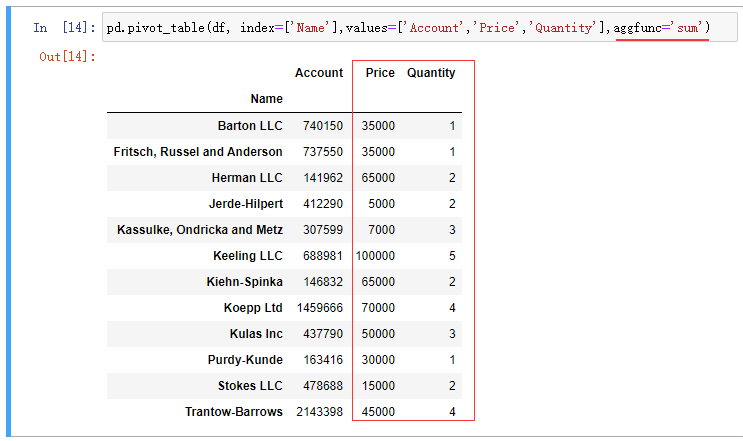 In [14]: pd.pivot_table(df, index=['Name'],values=['Account','Price','Quantity'],aggfunc='sum')
Out[14]:
Account Price Quantity
Name
Barton LLC 740150 35000 1
Fritsch, Russel and Anderson 737550 35000 1
Herman LLC 141962 65000 2
Jerde-Hilpert 412290 5000 2
Kassulke, Ondricka and Metz 307599 7000 3
Keeling LLC 688981 100000 5
Kiehn-Spinka 146832 65000 2
Koepp Ltd 1459666 70000 4
Kulas Inc 437790 50000 3
Purdy-Kunde 163416 30000 1
Stokes LLC 478688 15000 2
Trantow-Barrows 2143398 45000 4